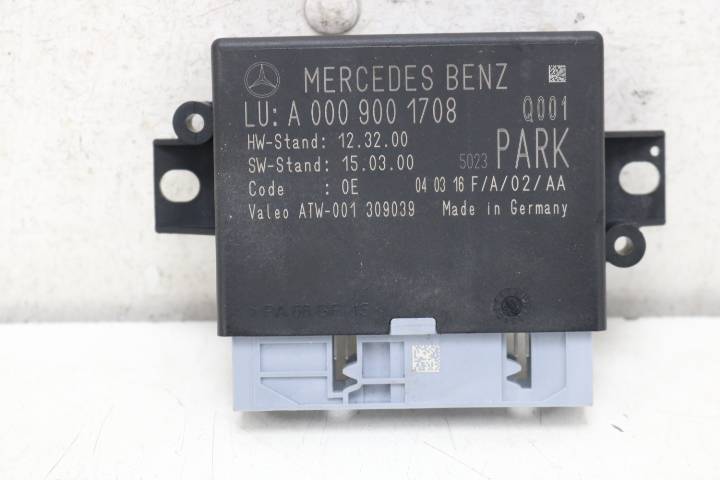 MERCEDES BENZ
LU: A 000 900 1708 Q001
HW-Stand: 12.32.00
SW-Stand: 15.03.00 5023 PARK
Code : 0E 04 03 16 F/A/02/AA
Valeo ATW-001 309039 Made in Germany